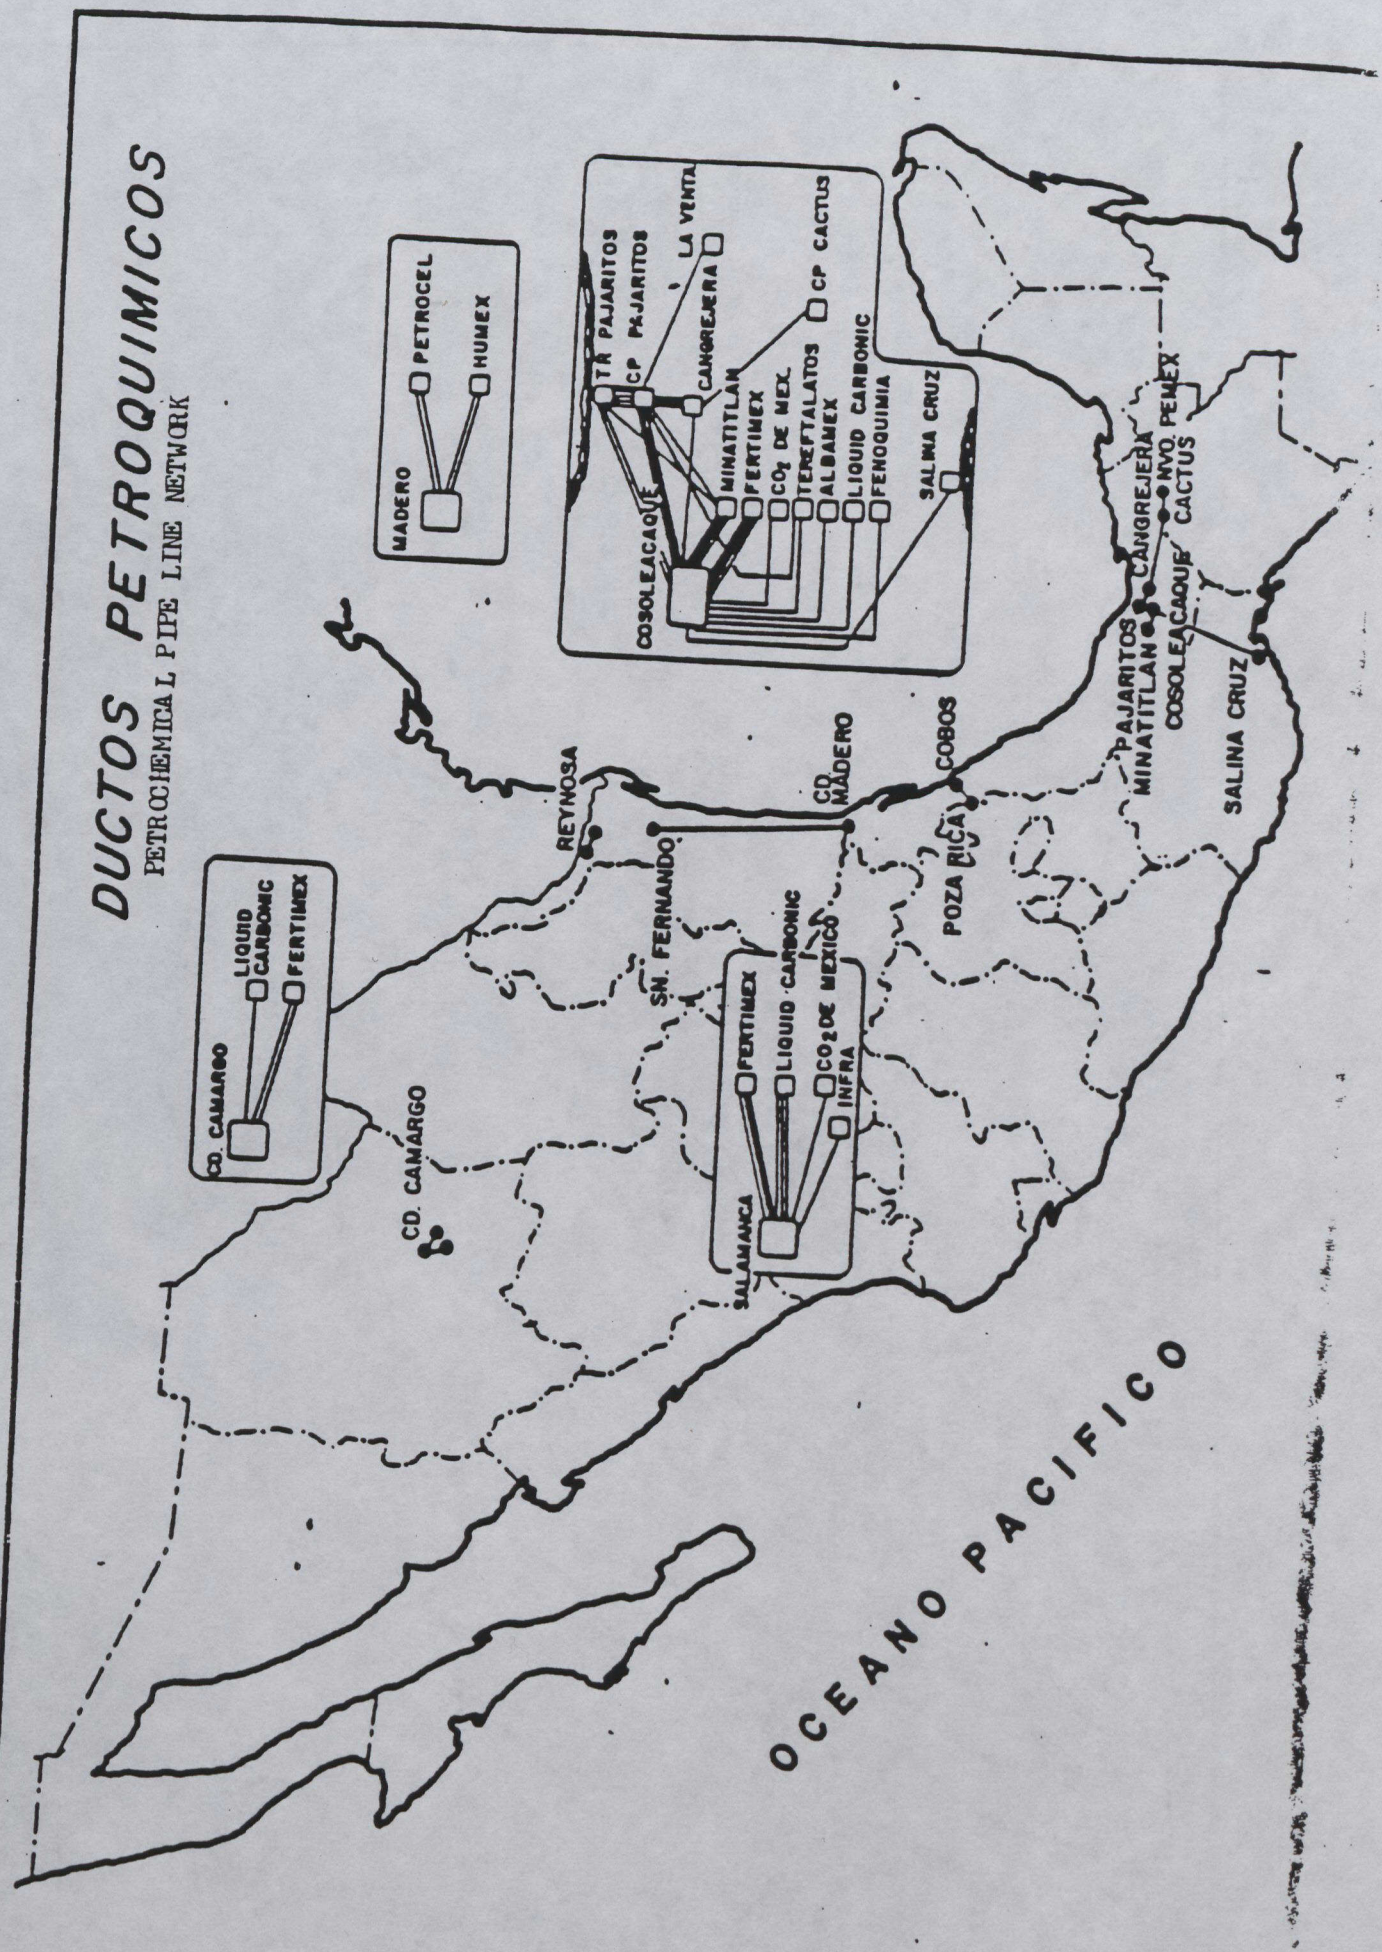 DUCTOS PETROQUIMICOS
PETROCHEMICAL PIPE LINE NETWORK
CD. CAMARGO
LIQUID
CARBONIC
FERTIMEX
MADERO
PETROCEL
HUMEX
COSOLEACAQUE
TR PAJARITOS
CP PAJARITOS
LA VENTA
CANGREJERA
CP CACTUS
MINATITLAN
FERTIMEX
CO2 DE MEX.
TEREFTALATOS
ALBAMEX
LIQUID CARBONIC
FENOQUIMIA
SALINA CRUZ
CD. CAMARGO
REYNOSA
SN. FERNANDO
CD.
MADERO
SALAMANCA
FERTIMEX
LIQUID CARBONIC
CO2 DE MEXICO
INFRA
COBOS
POZA RICA
PAJARITOS
MINATITLAN
COSOLEACAQUE
CANGREJERA
NVO. PEMEX
CACTUS
SALINA CRUZ
OCEANO PACIFICO